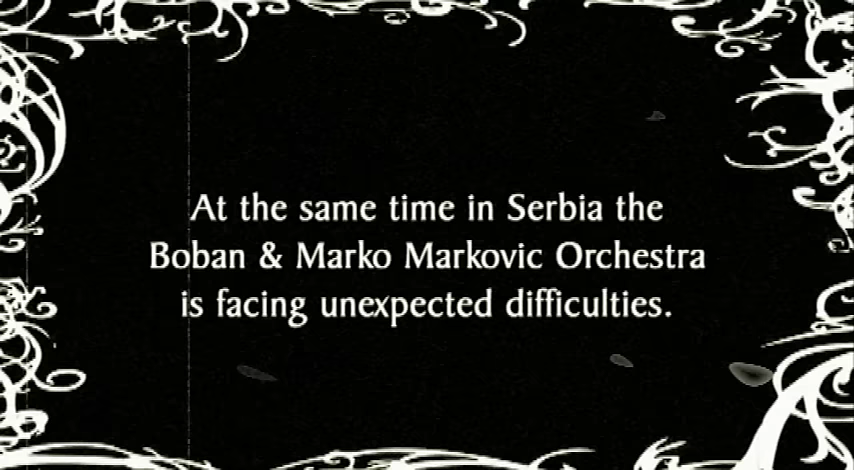 At the same time in Serbia the
Boban & Marko Markovic Orchestra
is facing unexpected difficulties.